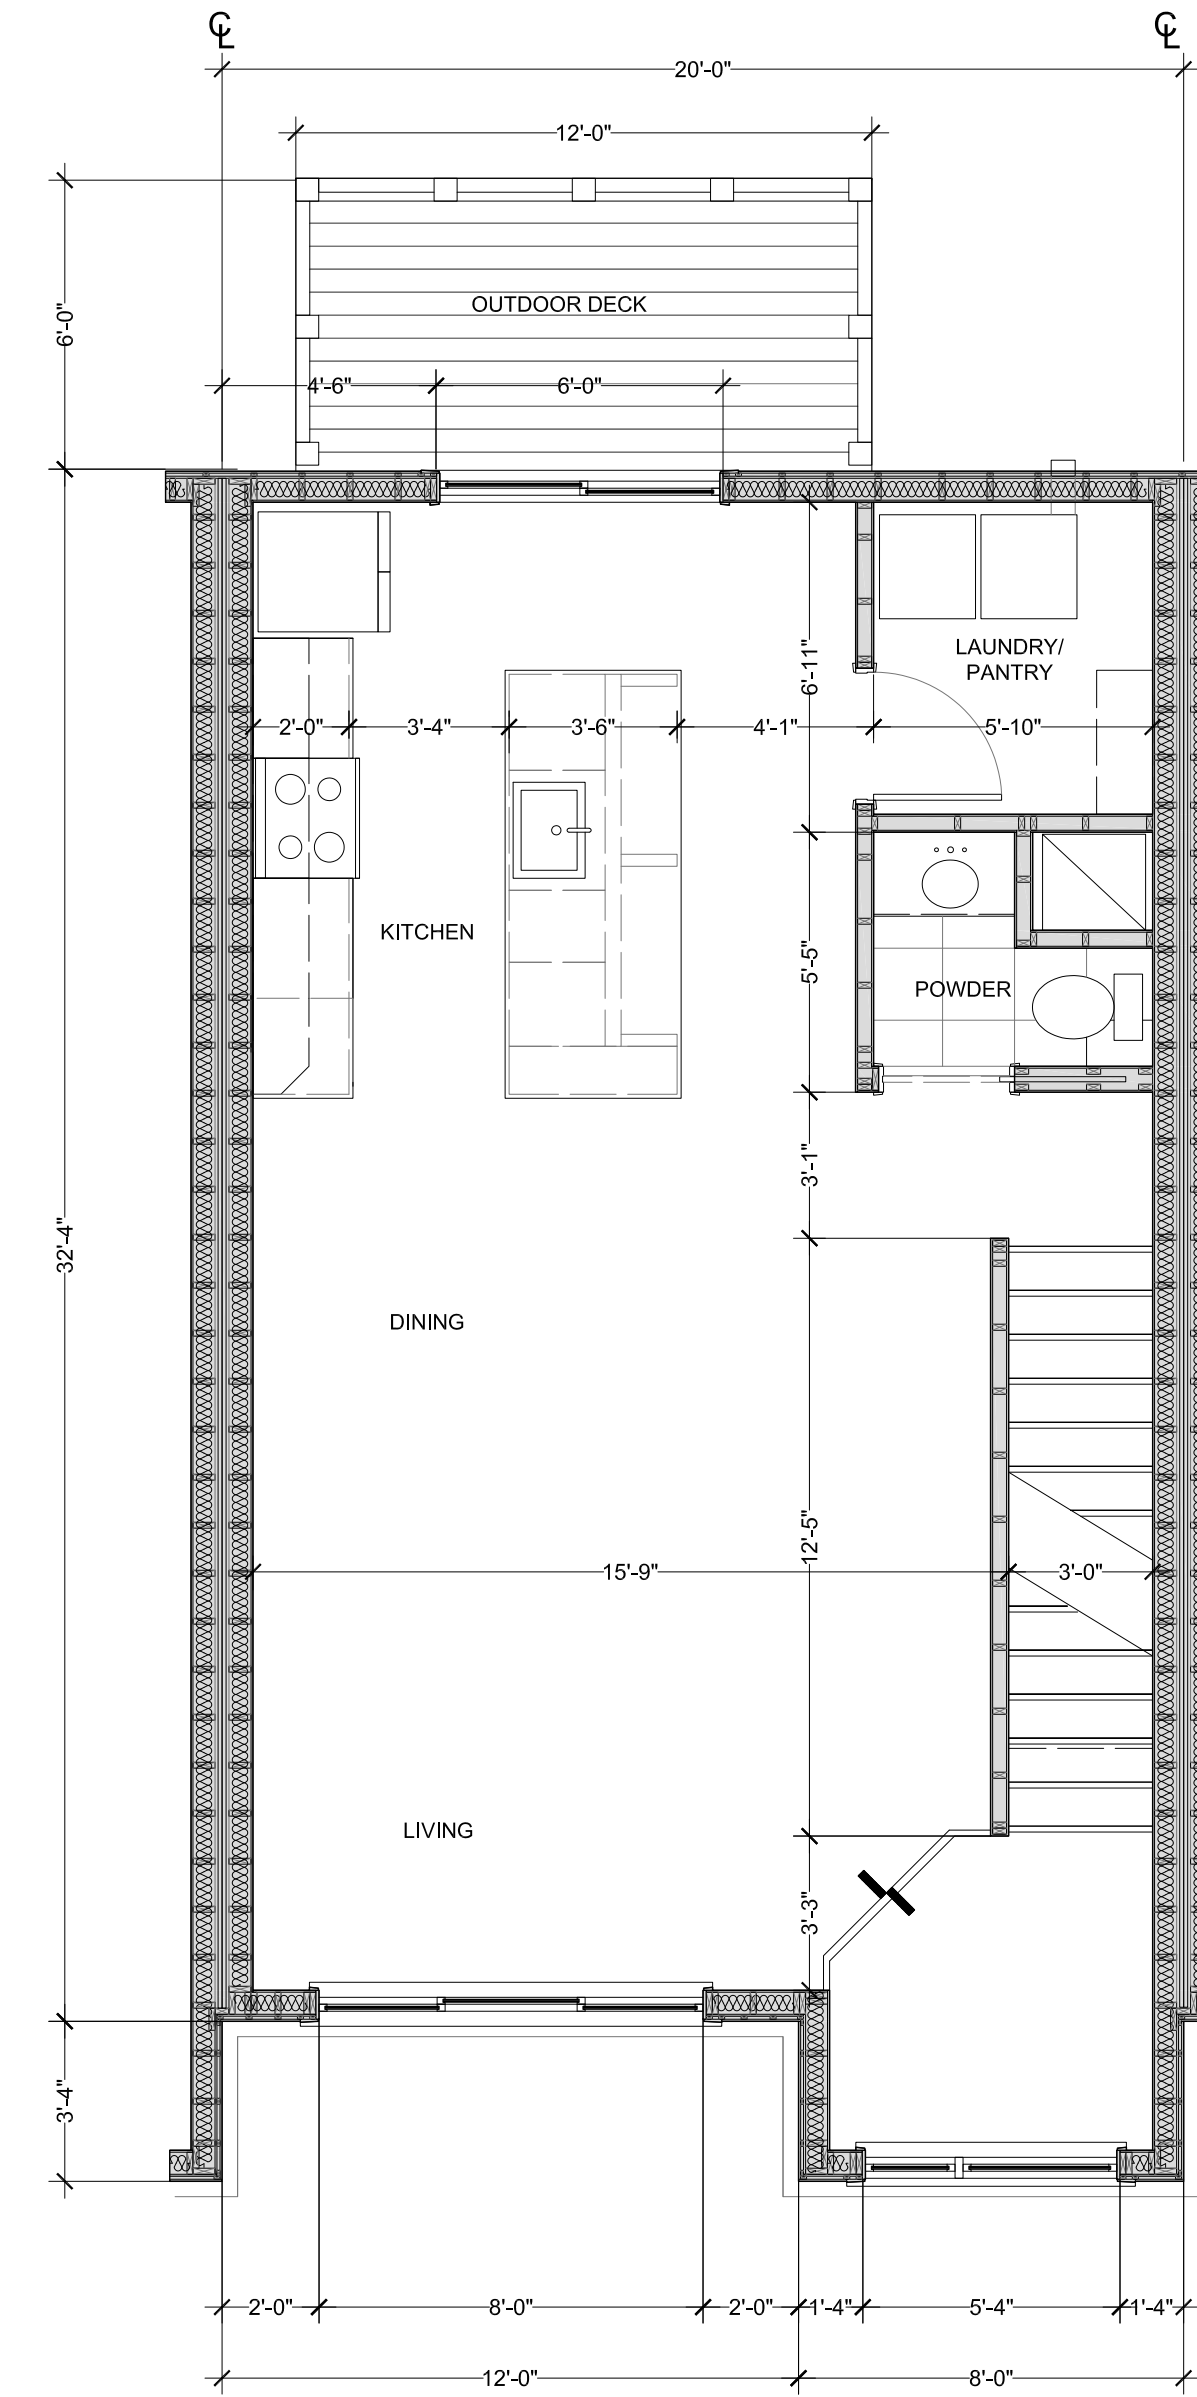 ℄ ℄
20'-0"
12'-0"
6'-0"
OUTDOOR DECK
4'-6" 6'-0"
LAUNDRY/
PANTRY
6'-11"
2'-0" 3'-4" 3'-6" 4'-1" 5'-10"
KITCHEN
5'-5"
POWDER
3'-1"
32'-4"
DINING
12'-5"
15'-9" 3'-0"
LIVING
3'-3"
3'-4"
2'-0" 8'-0" 2'-0" 1'-4" 5'-4" 1'-4"
12'-0" 8'-0"